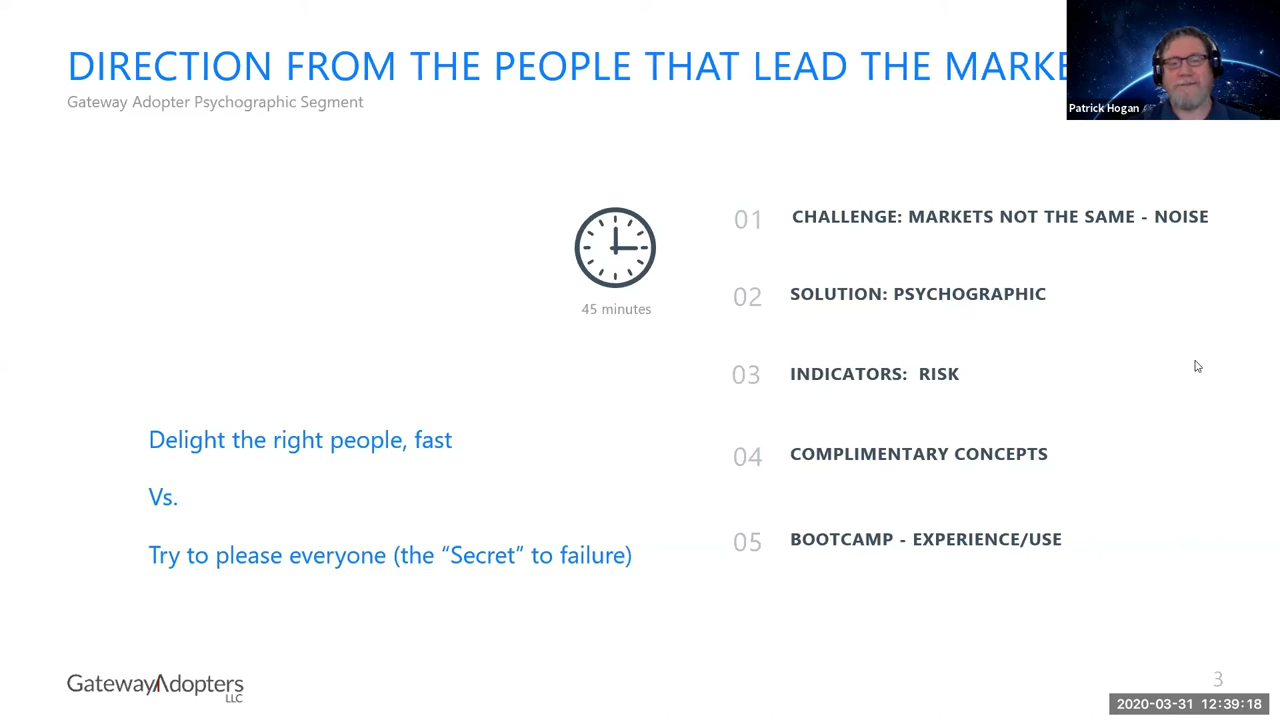 DIRECTION FROM THE PEOPLE THAT LEAD THE MARKE
Gateway Adopter Psychographic Segment
Patrick Hogan
45 minutes
01 CHALLENGE: MARKETS NOT THE SAME - NOISE
02 SOLUTION: PSYCHOGRAPHIC
03 INDICATORS: RISK
04 COMPLIMENTARY CONCEPTS
05 BOOTCAMP - EXPERIENCE/USE
Delight the right people, fast
Vs.
Try to please everyone (the “Secret” to failure)
GatewayAdopters
LLC
3
2020-03-31 12:39:18